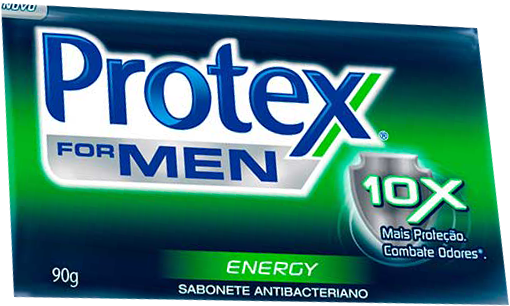 NOVO
Protex®
FOR MEN
10X
Mais Proteção.
Combate Odores*.
ENERGY
90g
SABONETE ANTIBACTERIANO